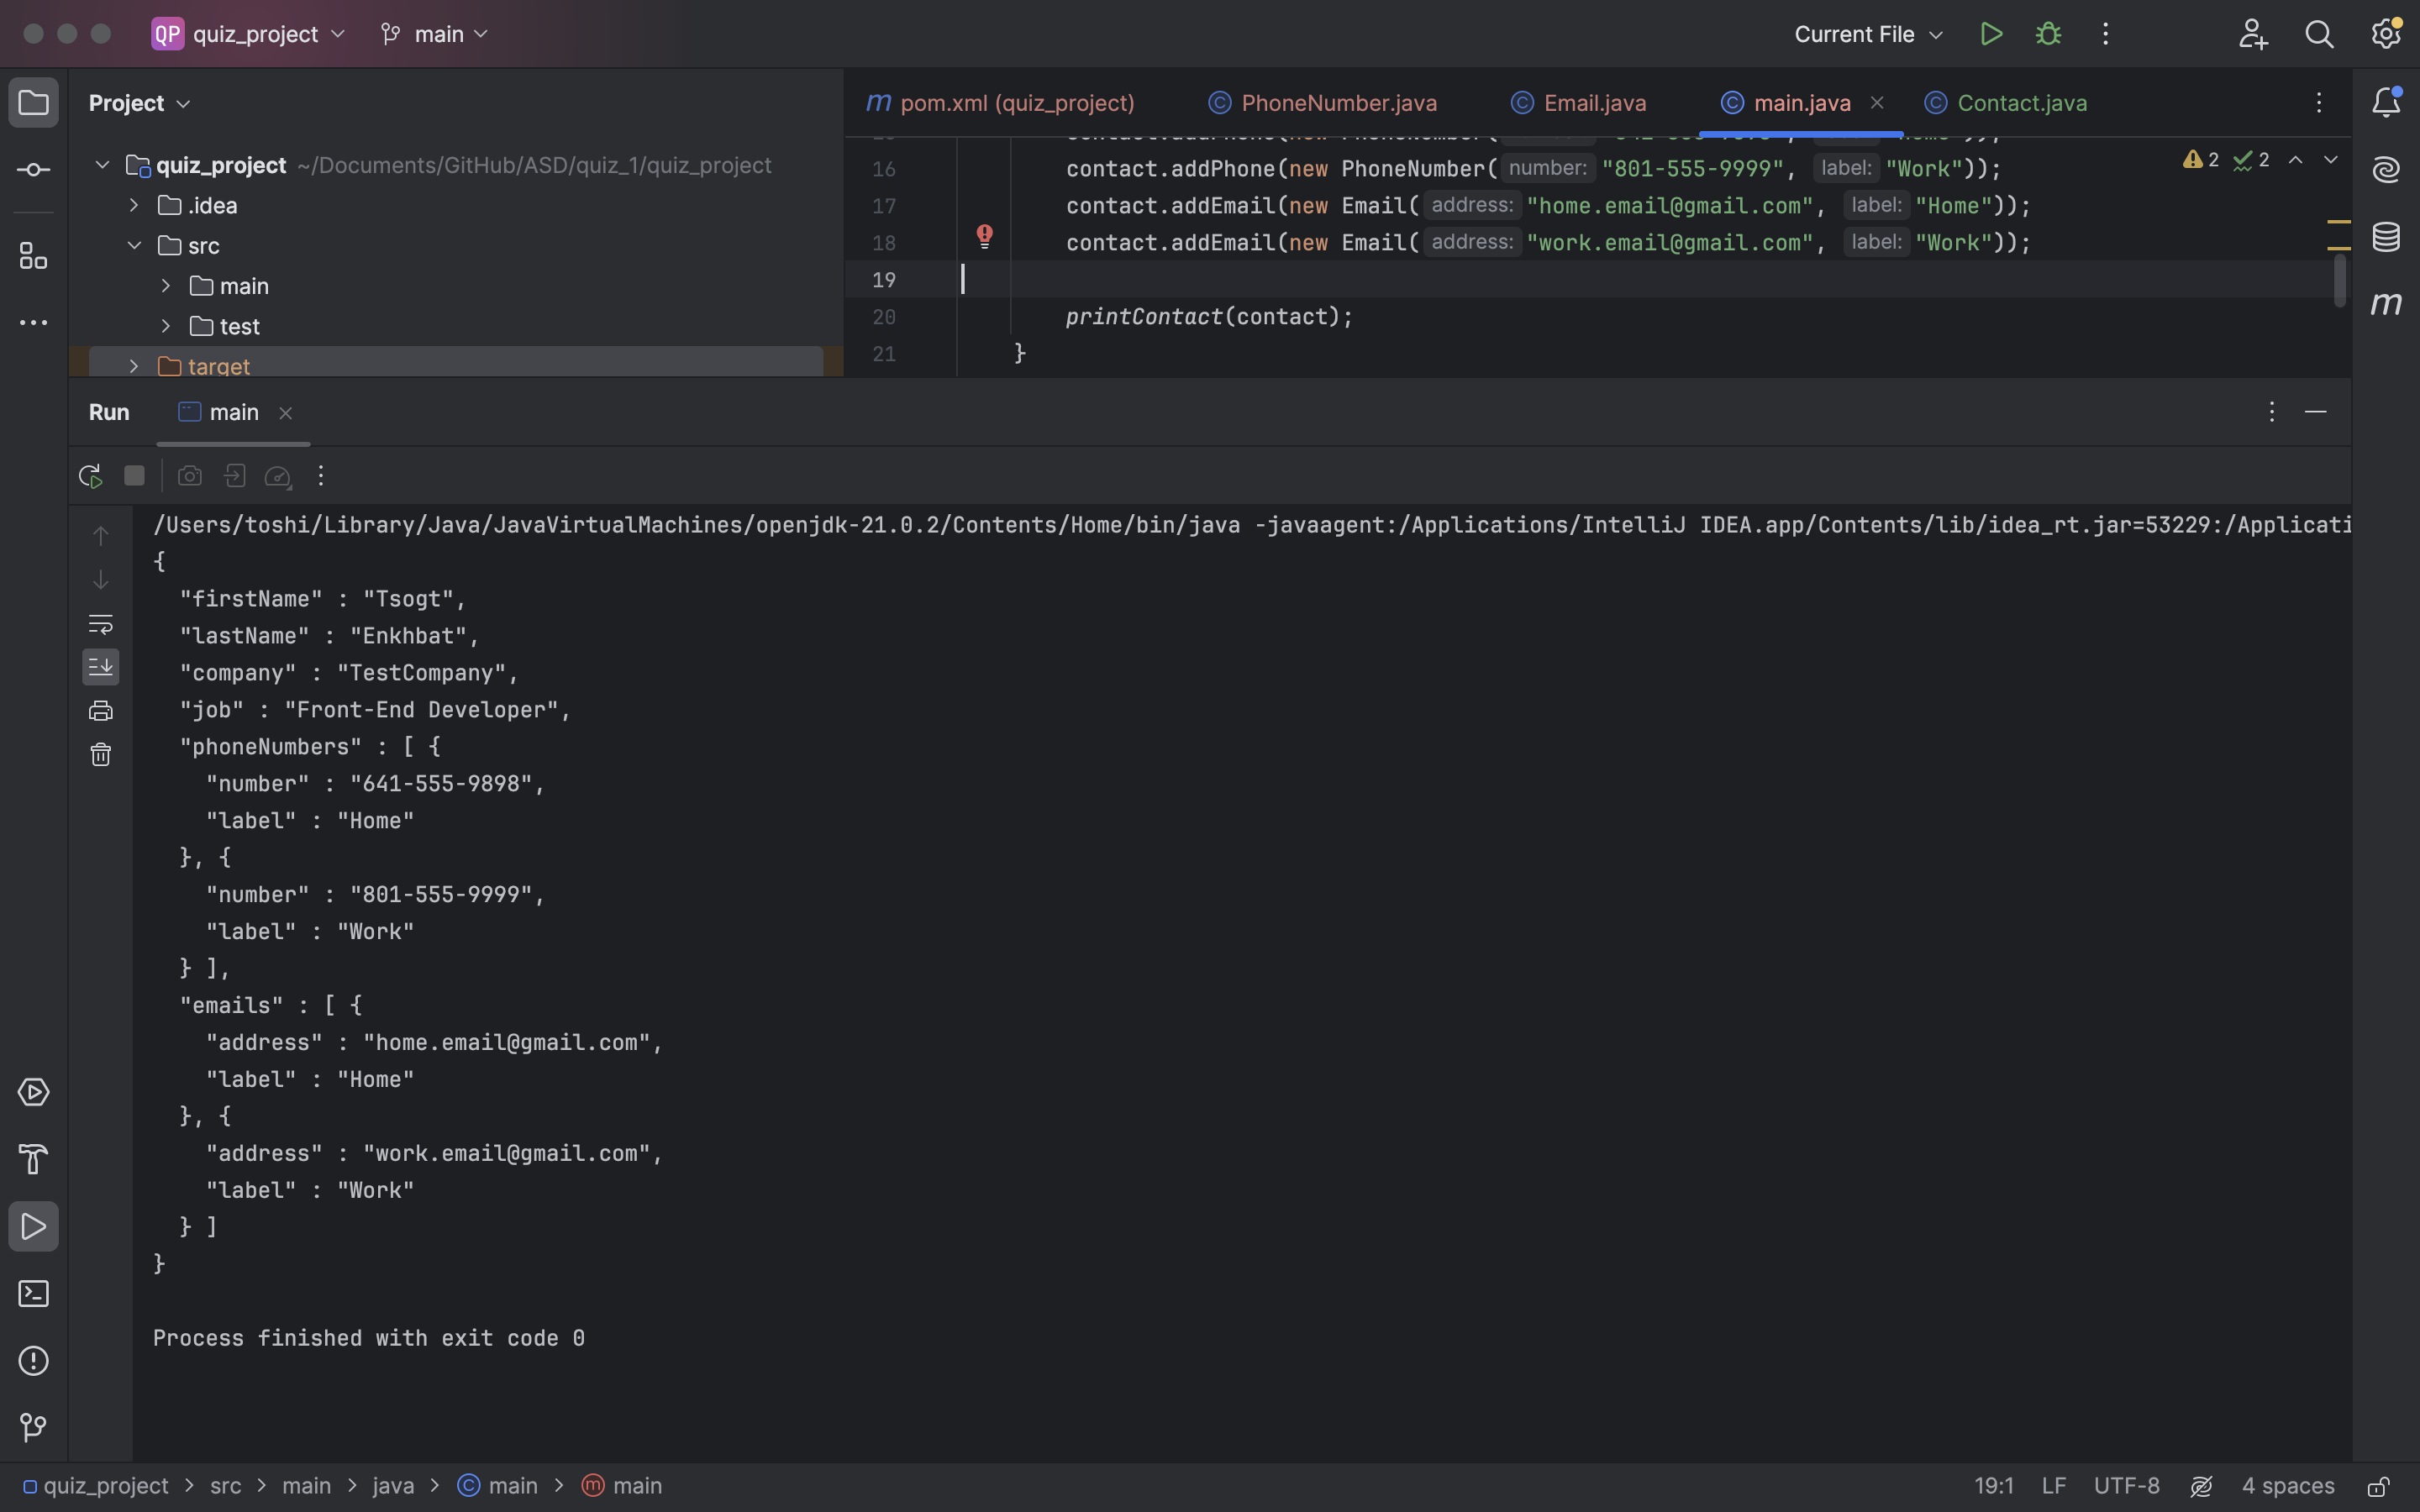 QP quiz_project main Current File
Project
pom.xml (quiz_project) PhoneNumber.java Email.java main.java Contact.java
quiz_project ~/Documents/GitHub/ASD/quiz_1/quiz_project
.idea
src
main
test
target
16 contact.addPhone(new PhoneNumber( number: "801-555-9999", label: "Work"));
17 contact.addEmail(new Email( address: "home.email@gmail.com", label: "Home"));
18 contact.addEmail(new Email( address: "work.email@gmail.com", label: "Work"));
19
20 printContact(contact);
21 }
2 2
Run main
/Users/toshi/Library/Java/JavaVirtualMachines/openjdk-21.0.2/Contents/Home/bin/java -javaagent:/Applications/IntelliJ IDEA.app/Contents/lib/idea_rt.jar=53229:/Applicati
{
"firstName" : "Tsogt",
"lastName" : "Enkhbat",
"company" : "TestCompany",
"job" : "Front-End Developer",
"phoneNumbers" : [ {
"number" : "641-555-9898",
"label" : "Home"
}, {
"number" : "801-555-9999",
"label" : "Work"
} ],
"emails" : [ {
"address" : "home.email@gmail.com",
"label" : "Home"
}, {
"address" : "work.email@gmail.com",
"label" : "Work"
} ]
}
Process finished with exit code 0
quiz_project > src > main > java > main > main 19:1 LF UTF-8 4 spaces